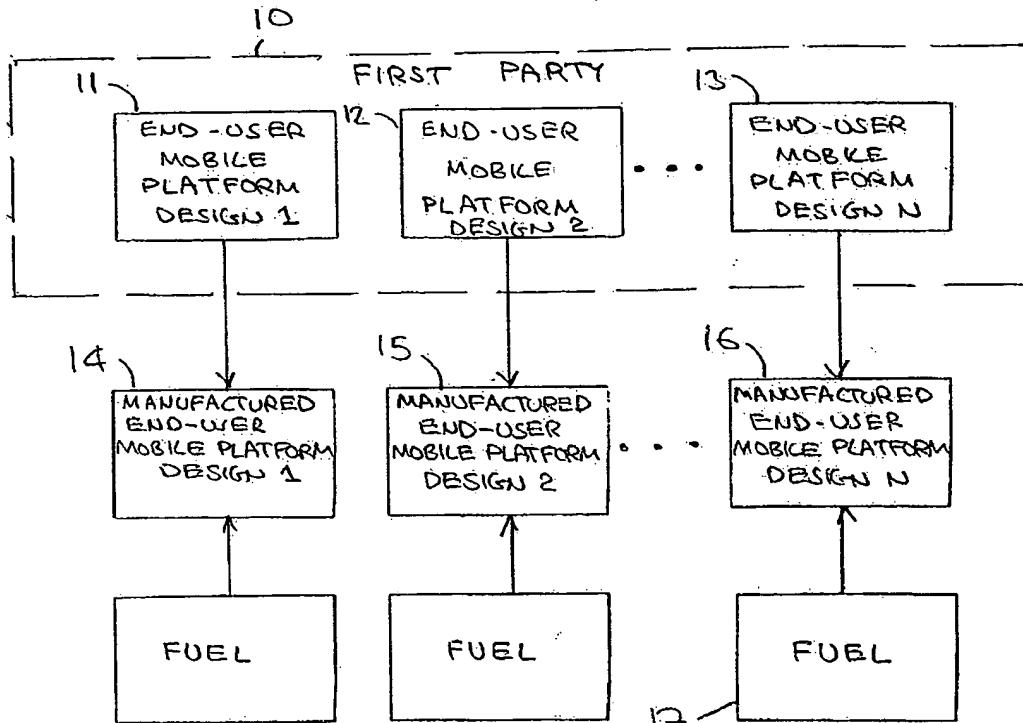 10
FIRST PARTY
11
END-USER
MOBILE
PLATFORM
DESIGN 1
12
END-USER
MOBILE
PLATFORM
DESIGN 2
13
END-USER
MOBILE
PLATFORM
DESIGN N
14
MANUFACTURED
END-USER
MOBILE PLATFORM
DESIGN 1
15
MANUFACTURED
END-USER
MOBILE PLATFORM
DESIGN 2
16
MANUFACTURED
END-USER
MOBILE PLATFORM
DESIGN N
FUEL
FUEL
FUEL